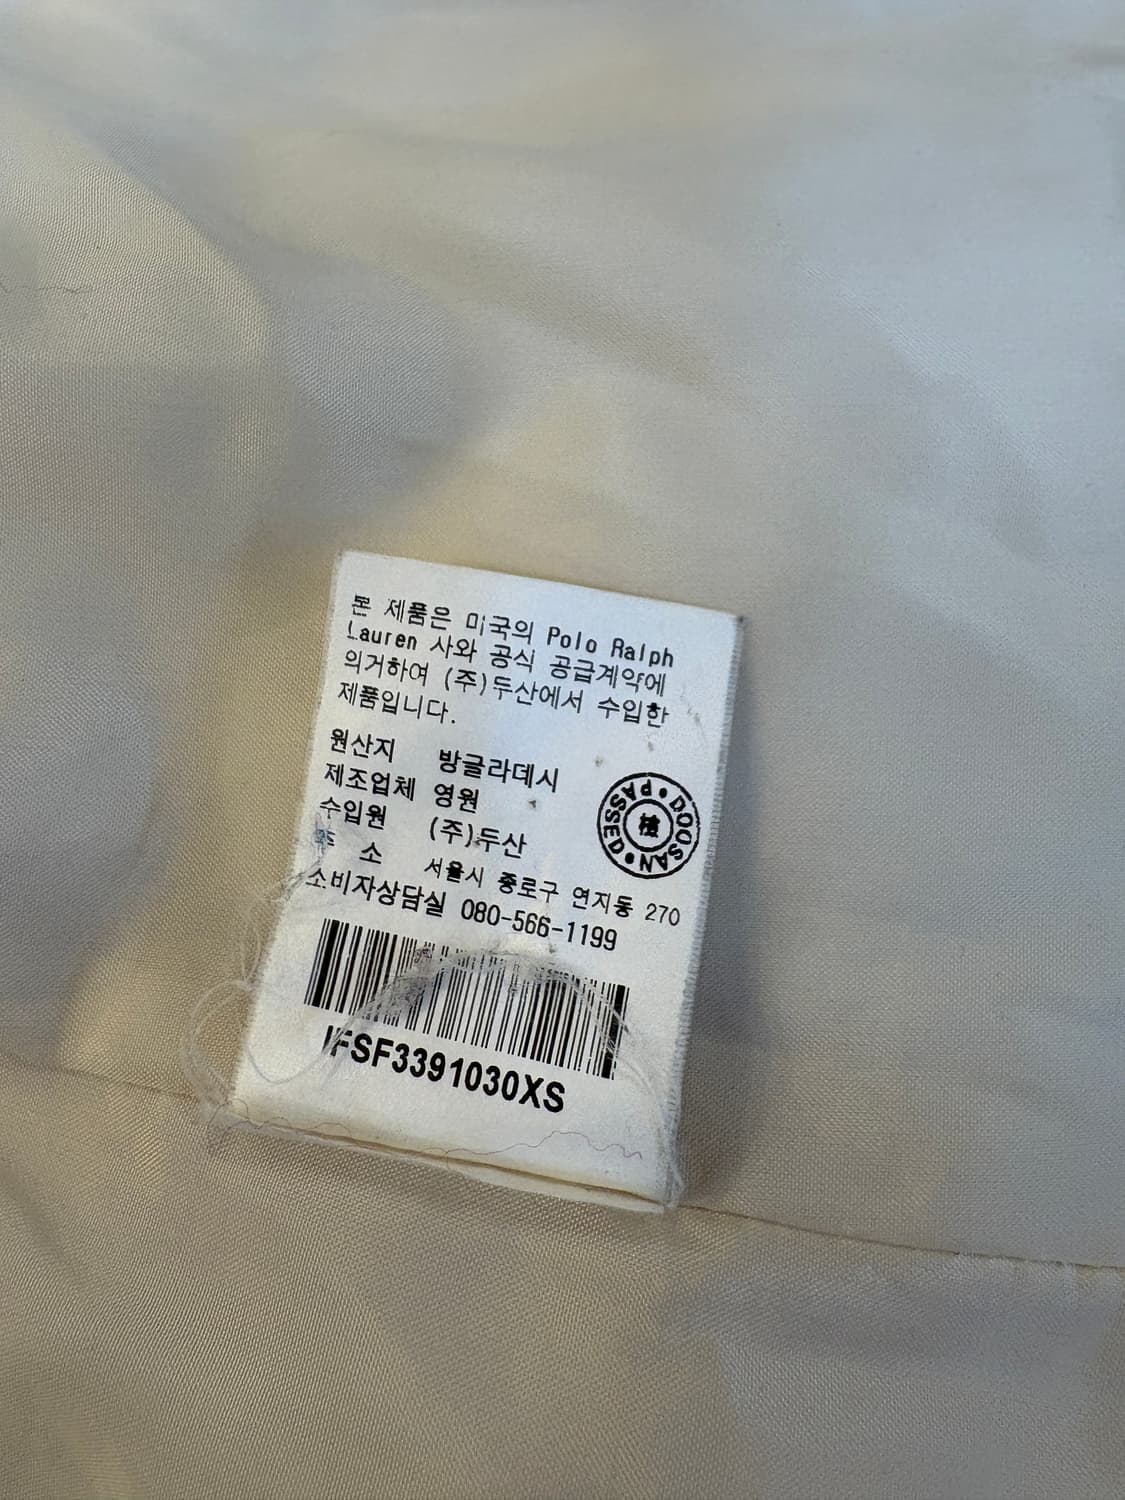 본 제품은 미국의 Polo Ralph
Lauren 사와 공식 공급계약에
의거하여 (주)두산에서 수입한
제품입니다.
원산지 방글라데시
제조업체 영원
수입원 (주)두산
주 소 서울시 종로구 연지동 270
소비자상담실 080-566-1199
DOOSAN • PASSED •
檢
IFSF3391030XS